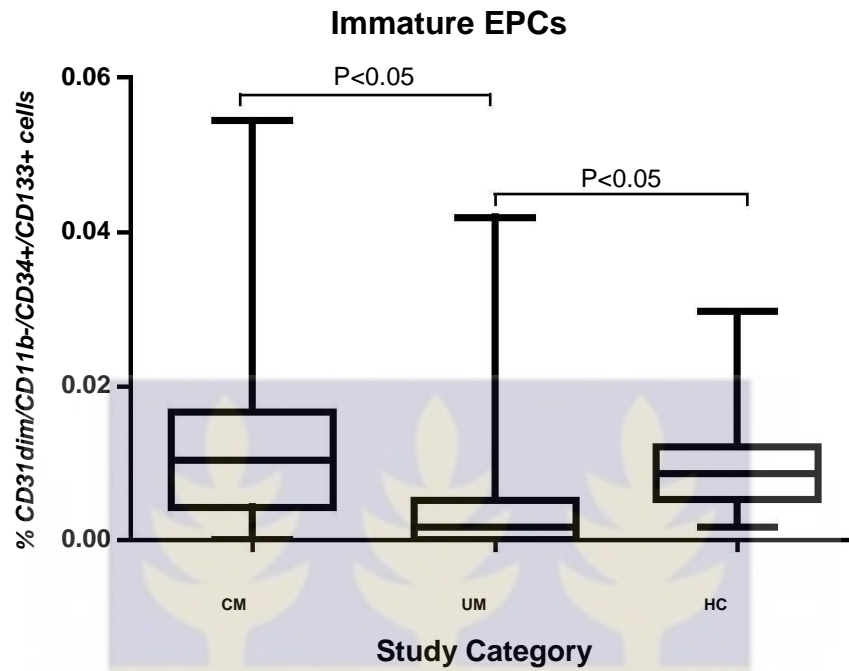 Immature EPCs
% CD31dim/CD11b-/CD34+/CD133+ cells
0.06
0.04
0.02
0.00
P<0.05
P<0.05
CM UM HC
Study Category